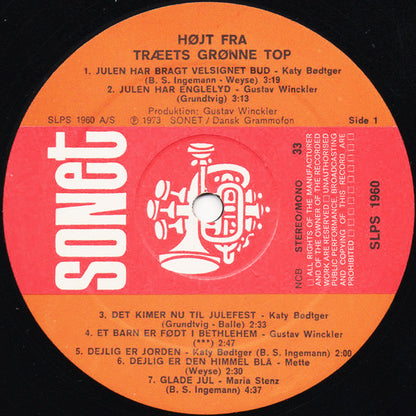 HØJT FRA
TRÆETS GRØNNE TOP
1. JULEN HAR BRAGT VELSIGNET BUD - Katy Bødtger
(B. S. Ingemann - Weyse) 3:19
2. JULEN HAR ENGLELYD - Gustav Winckler
(Grundtvig) 3:13
Produktion: Gustav Winckler
SLPS 1960 A/S
℗ 1973 SONET/Dansk Grammofon
Side 1
sonet
NCB
STEREO/MONO
33
ALL RIGHTS OF THE MANUFACTURER
AND OF THE OWNER OF THE RECORDED
WORK ARE RESERVED UNAUTHORISED
PUBLIC PERFORMANCE, BROADCASTING
AND COPYING OF THIS RECORD ARE
PROHIBITED
SLPS 1960
3. DET KIMER NU TIL JULEFEST - Katy Bødtger
(Grundtvig - Balle) 2:33
4. ET BARN ER FØDT I BETHLEHEM - Gustav Winckler
(***) 2:47
5. DEJLIG ER JORDEN - Katy Bødtger (B. S. Ingemann) 2:00
6. DEJLIG ER DEN HIMMEL BLÅ - Mette
(Weyse) 2:30
7. GLADE JUL - Maria Stenz
(B. S. Ingemann) 4:37